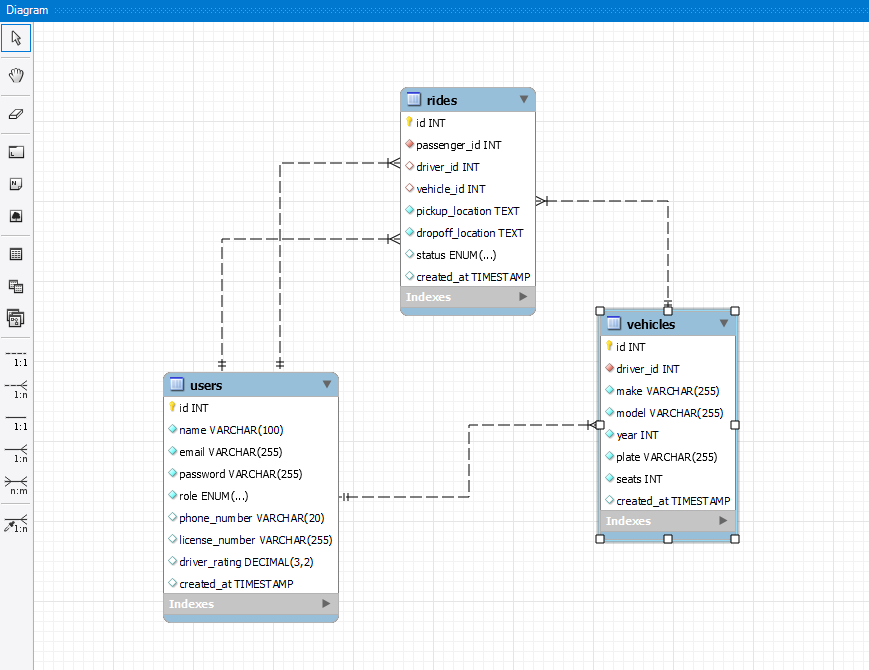 Diagram
rides
id INT
passenger_id INT
driver_id INT
vehicle_id INT
pickup_location TEXT
dropoff_location TEXT
status ENUM(...)
created_at TIMESTAMP
Indexes
vehicles
id INT
driver_id INT
make VARCHAR(255)
model VARCHAR(255)
year INT
plate VARCHAR(255)
seats INT
created_at TIMESTAMP
Indexes
users
id INT
name VARCHAR(100)
email VARCHAR(255)
password VARCHAR(255)
role ENUM(...)
phone_number VARCHAR(20)
license_number VARCHAR(255)
driver_rating DECIMAL(3,2)
created_at TIMESTAMP
Indexes
1:1
1:n
1:1
1:n
n:m
1:n